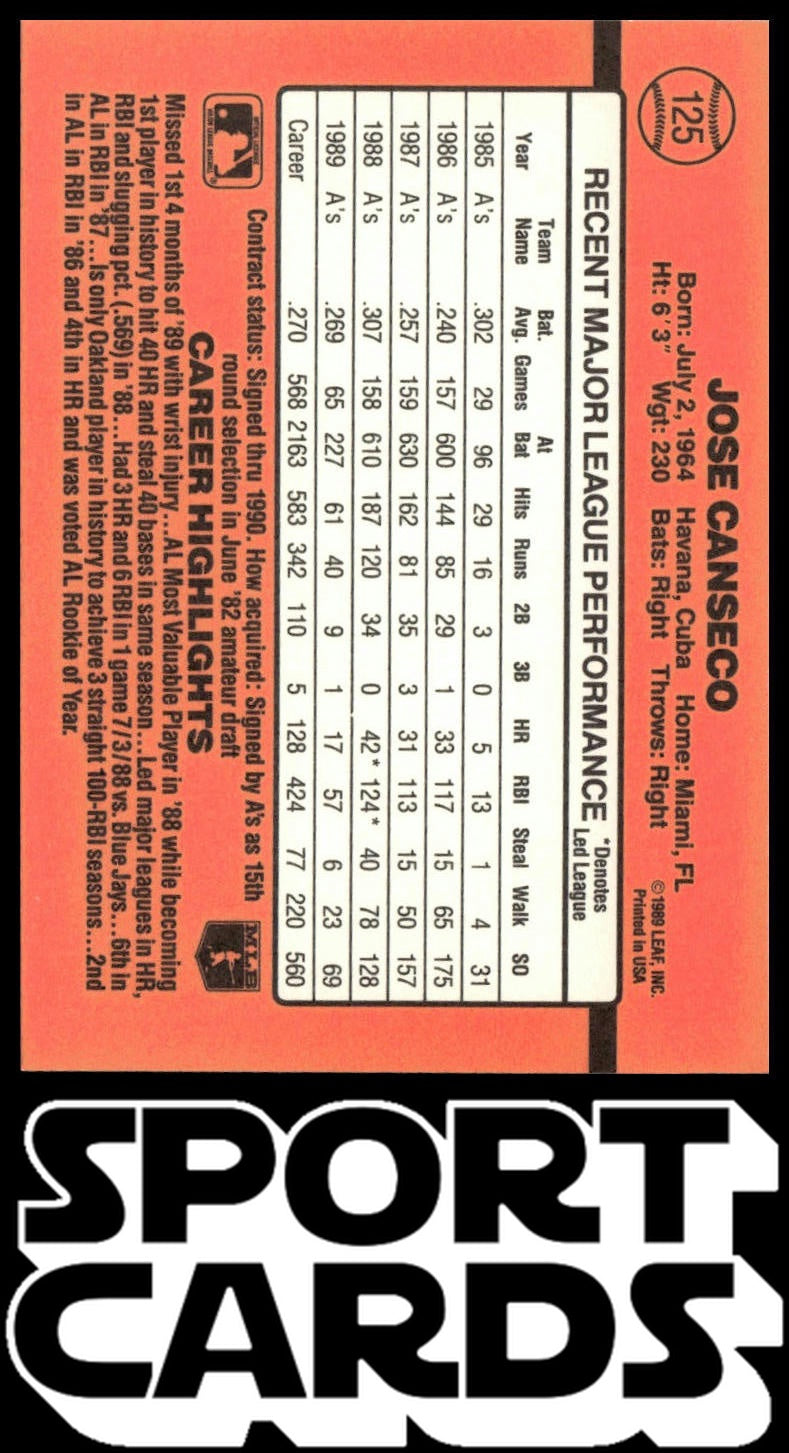 125
JOSE CANSECO
Born: July 2, 1964 Havana, Cuba Home: Miami, FL
Ht: 6'3" Wgt: 230 Bats: Right Throws: Right
© 1989 LEAF, INC.
Printed in USA
RECENT MAJOR LEAGUE PERFORMANCE *Denotes
Led League
Year Team Name Bat. Avg. Games At Bat Hits Runs 2B 3B HR RBI Steal Walk SO
1985 A's .302 29 96 29 16 3 0 5 13 1 4 31
1986 A's .240 157 600 144 85 29 1 33 117 15 65 175
1987 A's .257 159 630 162 81 35 3 31 113 15 50 157
1988 A's .307 158 610 187 120 34 0 42* 124* 40 78 128
1989 A's .269 65 227 61 40 9 1 17 57 6 23 69
Career .270 568 2163 583 342 110 5 128 424 77 220 560
Contract status: Signed thru 1990. How acquired: Signed by A's as 15th
round selection in June '82 amateur draft
MLB
CAREER HIGHLIGHTS
Missed 1st 4 months of '89 with wrist injury...AL Most Valuable Player in '88 while becoming
1st player in history to hit 40 HR and steal 40 bases in same season...Led major leagues in HR,
RBI and slugging pct. (.569) in '88...Had 3 HR and 6 RBI in 1 game 7/3/88 vs. Blue Jays...6th in
AL in RBI in '87...Is only Oakland player in history to achieve 3 straight 100-RBI seasons...2nd
in AL in RBI in '86 and 4th in HR and was voted AL Rookie of Year.
SPORT
CARDS